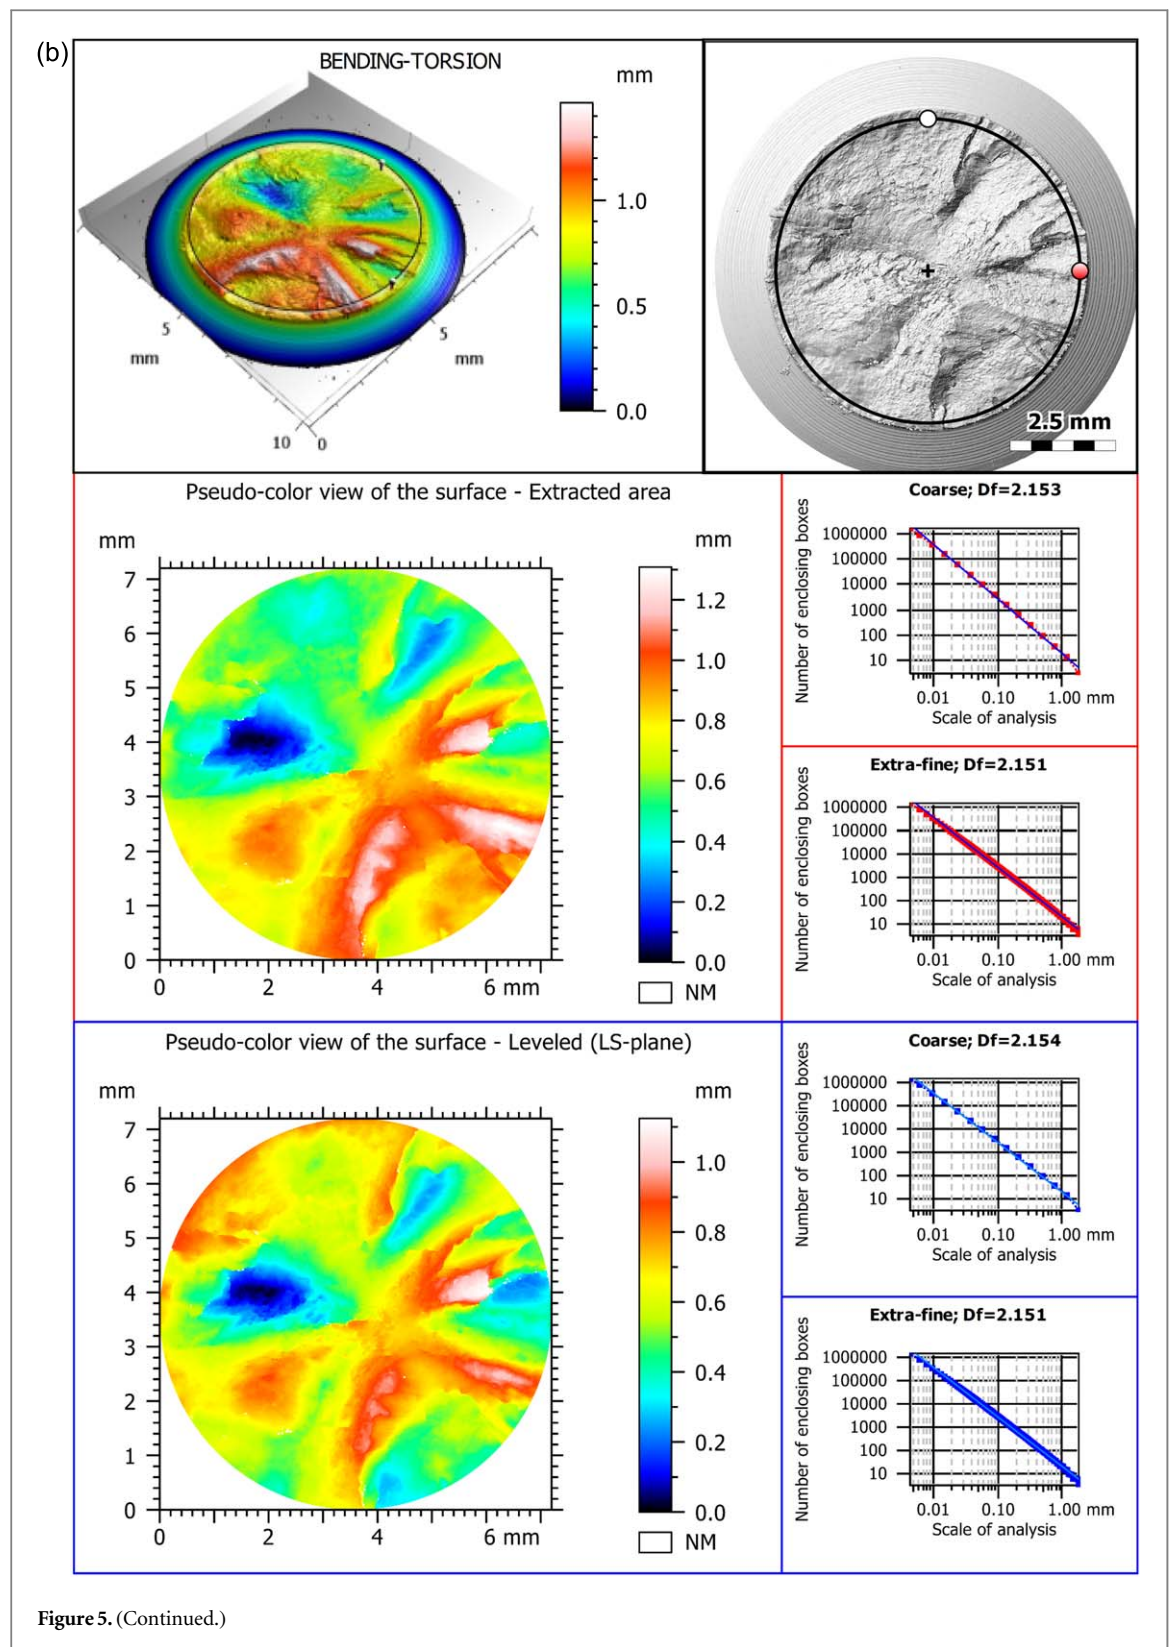 (b)
BENDING-TORSION
mm
1.0
0.5
0.0
5
mm
5
mm
10
0
2.5 mm
Pseudo-color view of the surface - Extracted area
mm
7
6
5
4
3
2
1
0
0 2 4 6 mm
mm
1.2
1.0
0.8
0.6
0.4
0.2
0.0
NM
Coarse; Df=2.153
Number of enclosing boxes
1000000
100000
10000
1000
100
10
0.01 0.10 1.00 mm
Scale of analysis
Extra-fine; Df=2.151
Number of enclosing boxes
1000000
100000
10000
1000
100
10
0.01 0.10 1.00 mm
Scale of analysis
Pseudo-color view of the surface - Leveled (LS-plane)
mm
7
6
5
4
3
2
1
0
0 2 4 6 mm
mm
1.0
0.8
0.6
0.4
0.2
0.0
NM
Coarse; Df=2.154
Number of enclosing boxes
1000000
100000
10000
1000
100
10
0.01 0.10 1.00 mm
Scale of analysis
Extra-fine; Df=2.151
Number of enclosing boxes
1000000
100000
10000
1000
100
10
0.01 0.10 1.00 mm
Scale of analysis
Figure 5. (Continued.)